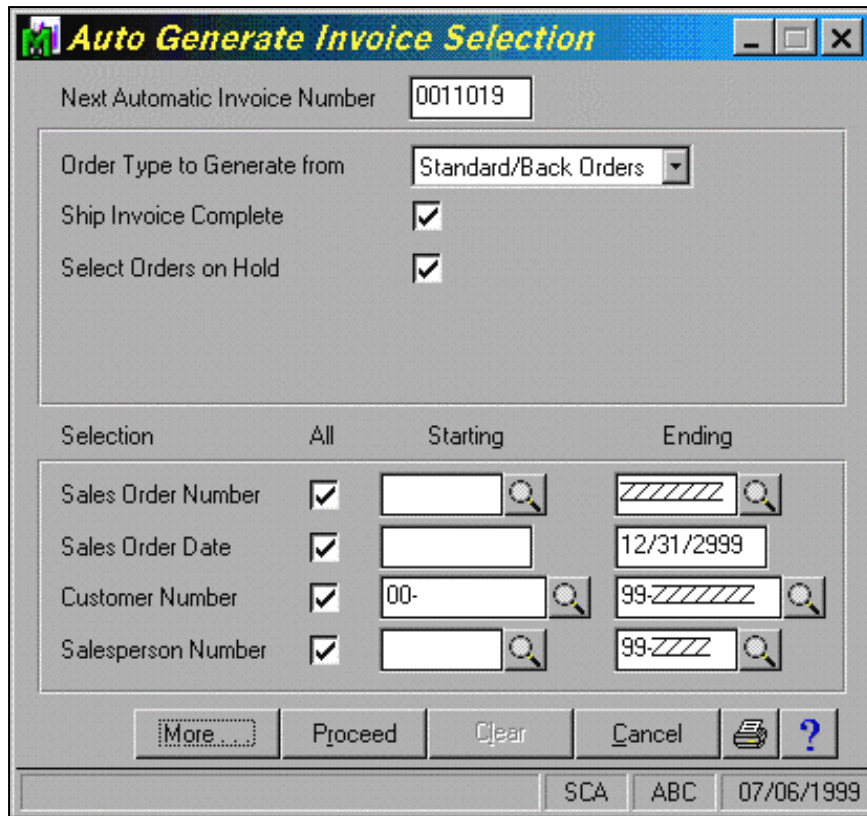 Auto Generate Invoice Selection
Next Automatic Invoice Number 0011019
Order Type to Generate from Standard/Back Orders
Ship Invoice Complete
Select Orders on Hold
Selection All Starting Ending
Sales Order Number ZZZZZZZ
Sales Order Date 12/31/2999
Customer Number 00- 99-ZZZZZZZ
Salesperson Number 99-ZZZZ
More . . . Proceed Clear Cancel ?
SCA ABC 07/06/1999